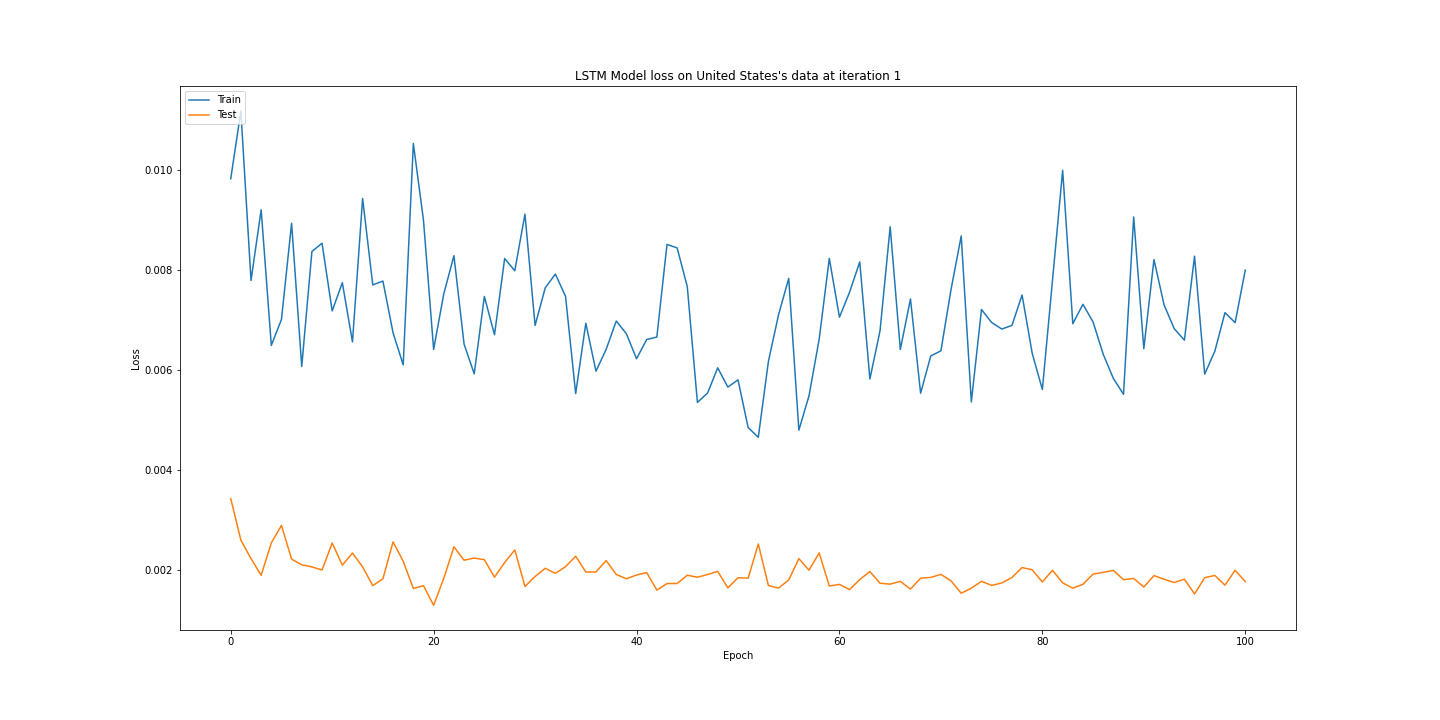 LSTM Model loss on United States's data at iteration 1
Train
Test
0.010
0.008
0.006
0.004
0.002
Loss
0 20 40 60 80 100
Epoch